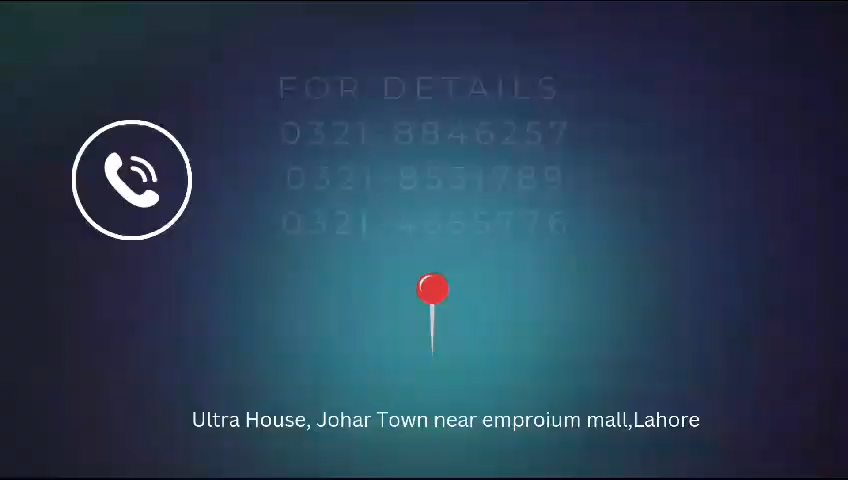 FOR DETAILS
0321-8846257
0321-8531789
Ultra House, Johar Town near emproium mall,Lahore